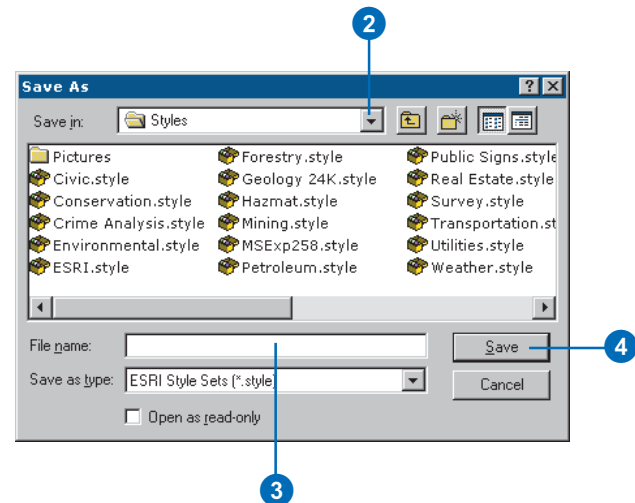 2
Save As
Save in: Styles
Pictures Forestry.style Public Signs.style
Civic.style Geology 24K.style Real Estate.style
Conservation.style Hazmat.style Survey.style
Crime Analysis.style Mining.style Transportation.st
Environmental.style MSExp258.style Utilities.style
ESRI.style Petroleum.style Weather.style
File name: Save 4
Save as type: ESRI Style Sets (*.style) Cancel
Open as read-only
3